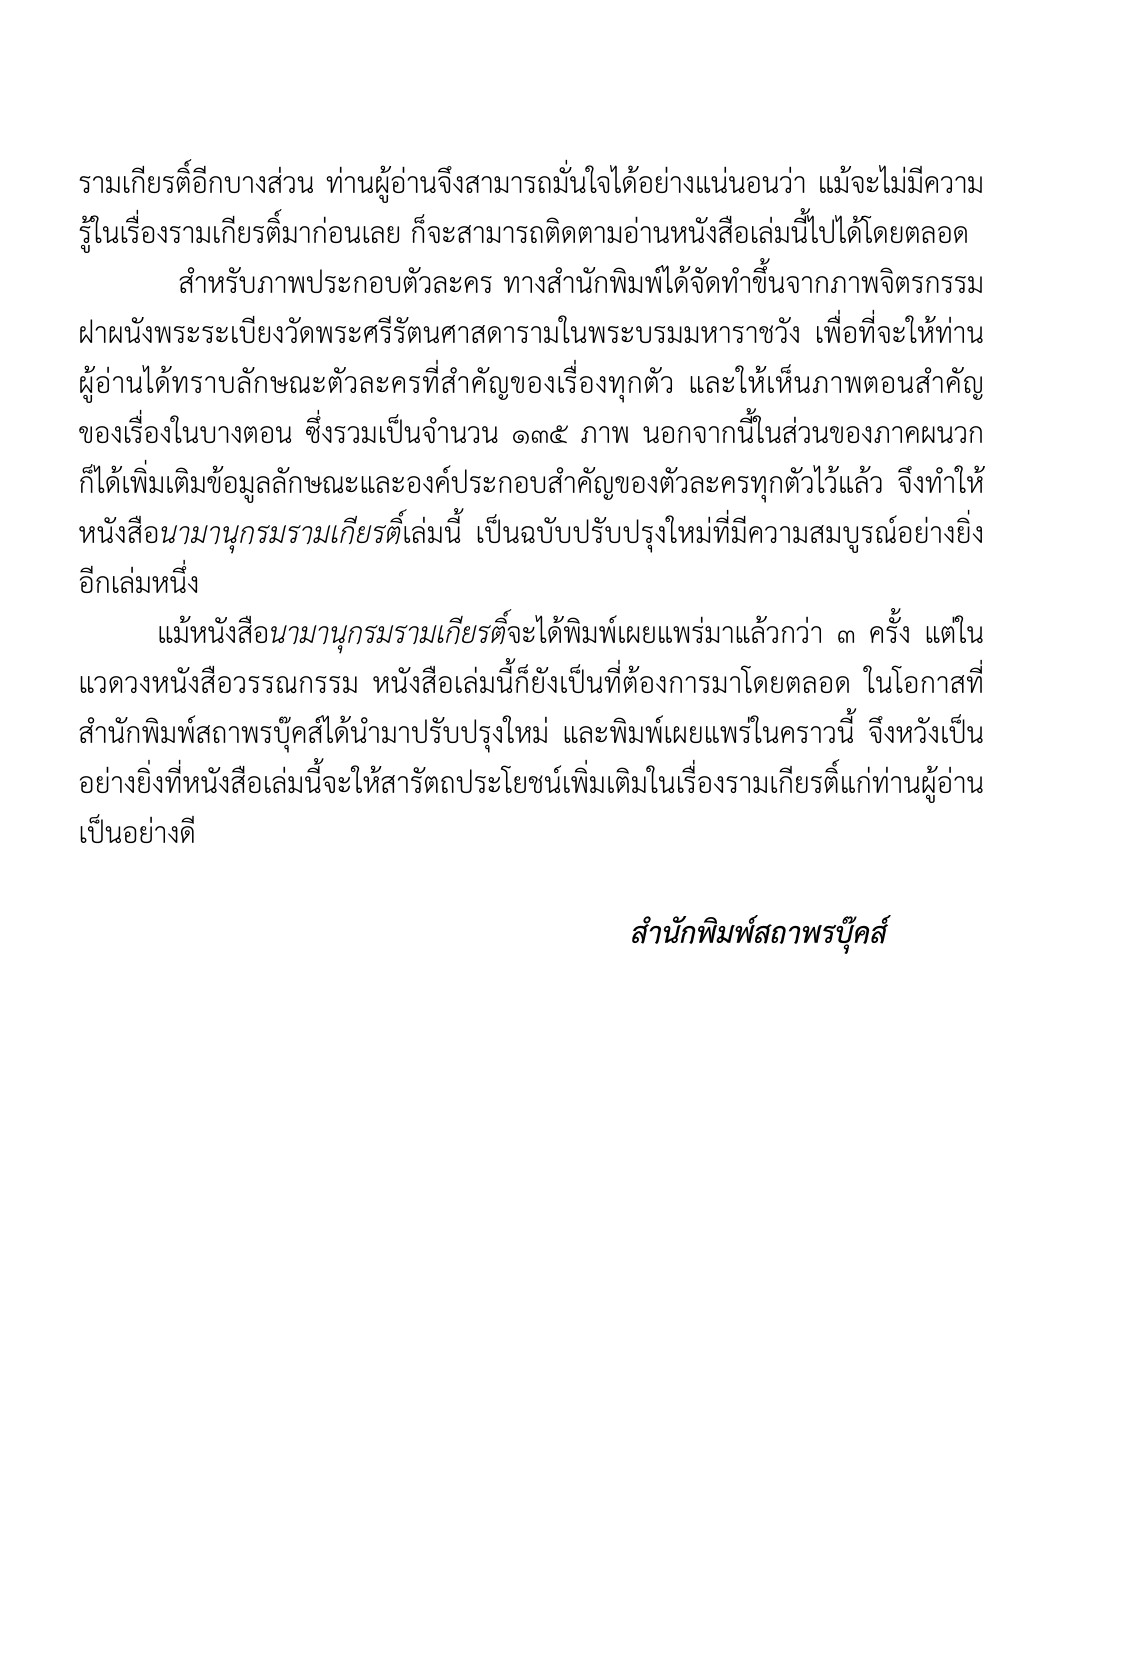 รามเกียรติ์อีกบางส่วน ท่านผู้อ่านจึงสามารถมั่นใจได้อย่างแน่นอนว่า แม้จะไม่มีความ
รู้ในเรื่องรามเกียรติ์มาก่อนเลย ก็จะสามารถติดตามอ่านหนังสือเล่มนี้ไปได้โดยตลอด
สำหรับภาพประกอบตัวละคร ทางสำนักพิมพ์ได้จัดทำขึ้นจากภาพจิตรกรรม
ฝาผนังพระระเบียงวัดพระศรีรัตนศาสดารามในพระบรมมหาราชวัง เพื่อที่จะให้ท่าน
ผู้อ่านได้ทราบลักษณะตัวละครที่สำคัญของเรื่องทุกตัว และให้เห็นภาพตอนสำคัญ
ของเรื่องในบางตอน ซึ่งรวมเป็นจำนวน ๑๓๕ ภาพ นอกจากนี้ในส่วนของภาคผนวก
ก็ได้เพิ่มเติมข้อมูลลักษณะและองค์ประกอบสำคัญของตัวละครทุกตัวไว้แล้ว จึงทำให้
หนังสือนามานุกรมรามเกียรติ์เล่มนี้ เป็นฉบับปรับปรุงใหม่ที่มีความสมบูรณ์อย่างยิ่ง
อีกเล่มหนึ่ง
แม้หนังสือนามานุกรมรามเกียรติ์จะได้พิมพ์เผยแพร่มาแล้วกว่า ๓ ครั้ง แต่ใน
แวดวงหนังสือวรรณกรรม หนังสือเล่มนี้ก็ยังเป็นที่ต้องการมาโดยตลอด ในโอกาสที่
สำนักพิมพ์สถาพรบุ๊คส์ได้นำมาปรับปรุงใหม่ และพิมพ์เผยแพร่ในคราวนี้ จึงหวังเป็น
อย่างยิ่งที่หนังสือเล่มนี้จะให้สารัตถประโยชน์เพิ่มเติมในเรื่องรามเกียรติ์แก่ท่านผู้อ่าน
เป็นอย่างดี
สำนักพิมพ์สถาพรบุ๊คส์